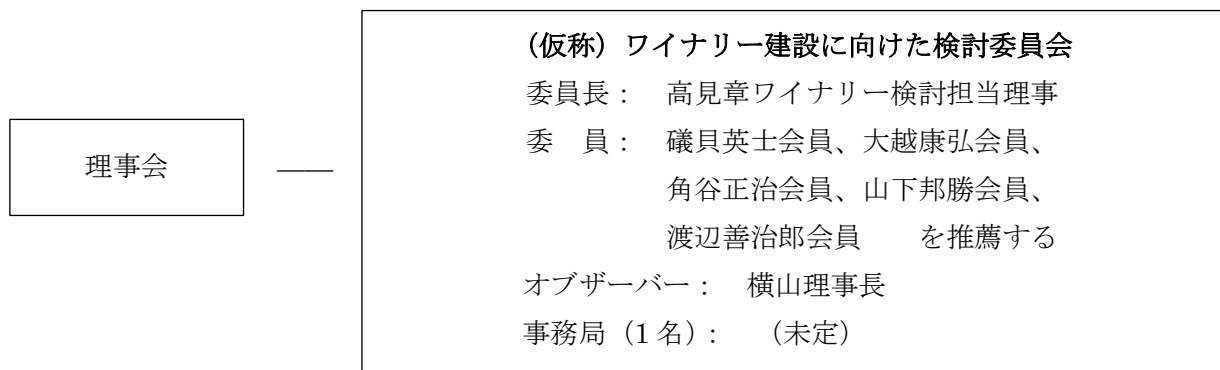 理事会
(仮称)ワイナリー建設に向けた検討委員会
委員長: 高見章ワイナリー検討担当理事
委 員: 礒貝英士会員、大越康弘会員、
角谷正治会員、山下邦勝会員、
渡辺善治郎会員 を推薦する
オブザーバー: 横山理事長
事務局(1名): (未定)